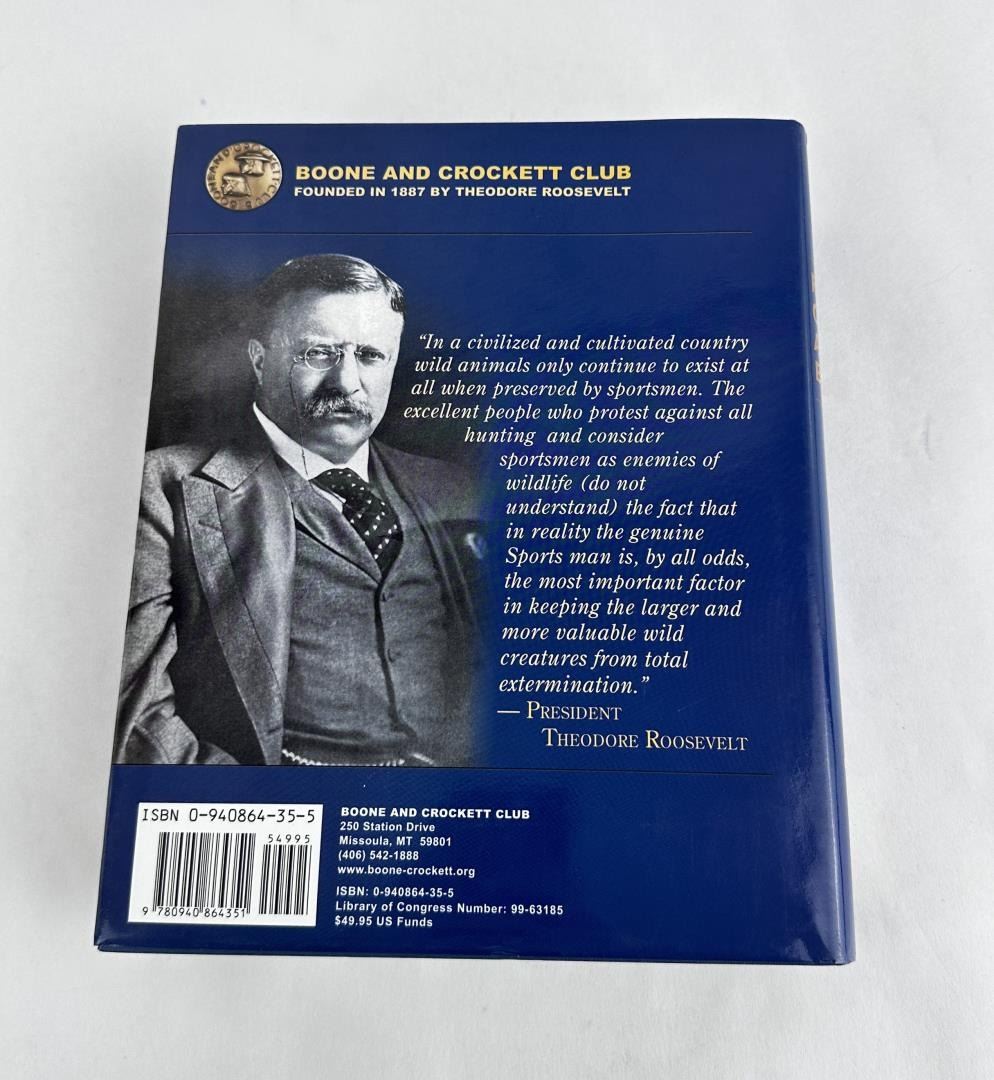 BOONE AND CROCKETT CLUB
BOONE AND CROCKETT CLUB
FOUNDED IN 1887 BY THEODORE ROOSEVELT
“In a civilized and cultivated country
wild animals only continue to exist at
all when preserved by sportsmen. The
excellent people who protest against all
hunting and consider
sportsmen as enemies of
wildlife (do not
understand) the fact that
in reality the genuine
Sports man is, by all odds,
the most important factor
in keeping the larger and
more valuable wild
creatures from total
extermination.”
— PRESIDENT
THEODORE ROOSEVELT
ISBN 0-940864-35-5
54995
9 780940 864351
BOONE AND CROCKETT CLUB
250 Station Drive
Missoula, MT 59801
(406) 542-1888
www.boone-crockett.org
ISBN: 0-940864-35-5
Library of Congress Number: 99-63185
$49.95 US Funds